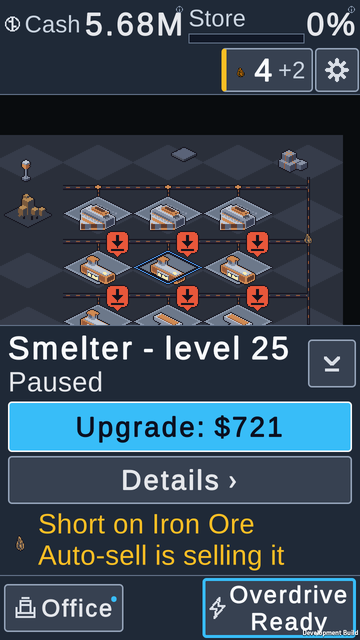 Cash 5.68M Store 0%
4 +2
Smelter - level 25
Paused
Upgrade: $721
Details ›
Short on Iron Ore
Auto-sell is selling it
Office
Overdrive
Ready
Development Build